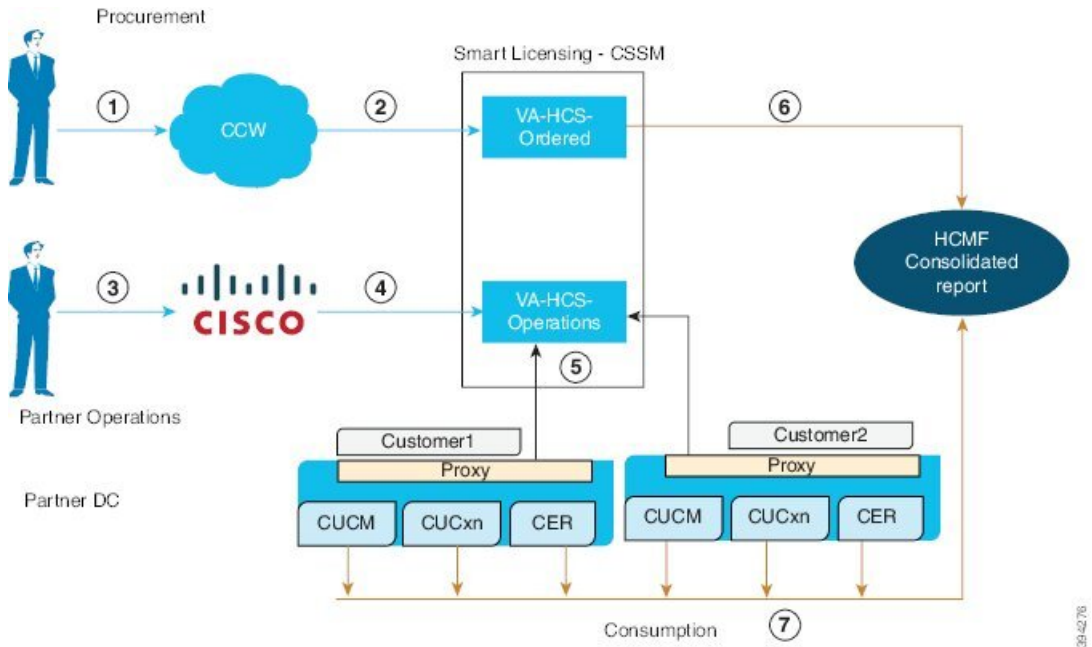 Procurement
Smart Licensing - CSSM
1
CCW
2
VA-HCS-
Ordered
6
HCMF
Consolidated
report
3
CISCO
4
VA-HCS-
Operations
5
Partner Operations
Customer1
Proxy
Customer2
Proxy
Partner DC
CUCM
CUCxn
CER
CUCM
CUCxn
CER
Consumption
7
394276